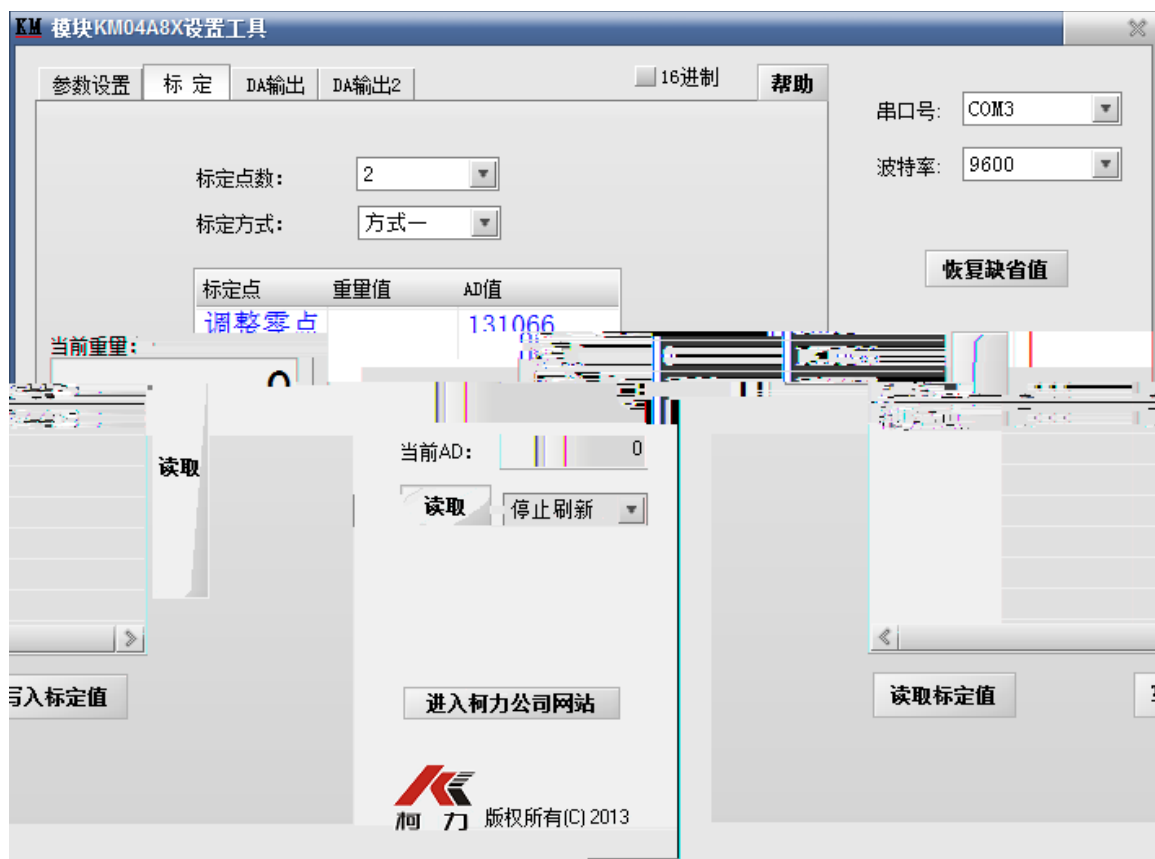 KM 模块KM04A8X设置工具
参数设置 标 定 DA输出 DA输出2 16进制 帮助
串口号: COM3
波特率: 9600
标定点数: 2
标定方式: 方式一
恢复缺省值
标定点 重里值 AD值
调整零点 131066
当前重里:
0
当前AD: 0
读取
读取 停止刷新
写入标定值
进入柯力公司网站
读取标定值
柯 力 版权所有(C) 2013